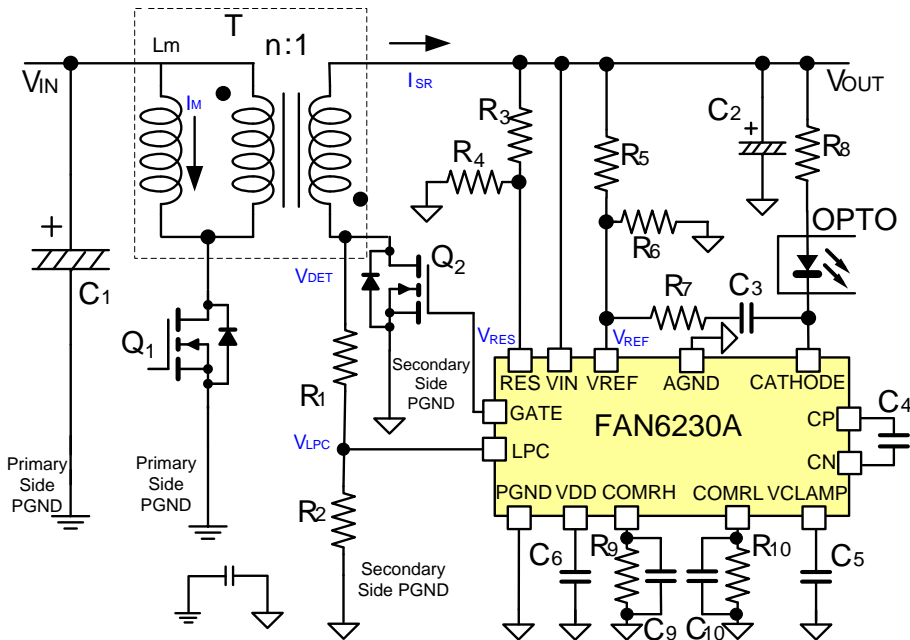 T
Lm
n:1
VIN
IM
ISR
VOUT
C2
+
R3
R4
R5
R8
R6
OPTO
+
C1
VDET
Q2
R7
C3
VRES
VREF
Q1
R1
Secondary
Side
PGND
RES
VIN
VREF
AGND
CATHODE
GATE
FAN6230A
CP
C4
VLPC
LPC
CN
Primary
Side
PGND
Primary
Side
PGND
R2
PGND
VDD
COMRH
COMRL
VCLAMP
Secondary
Side PGND
C6
R9
C9
C10
R10
C5